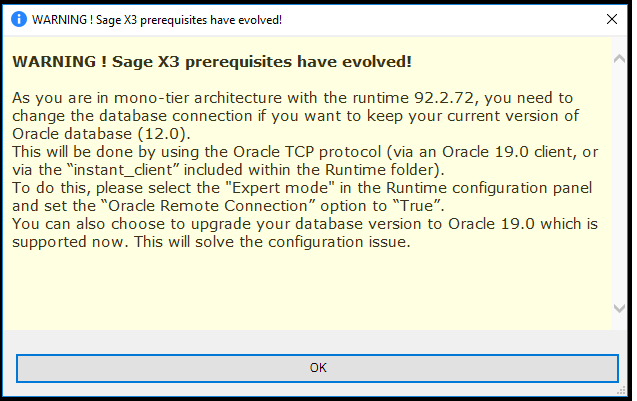 WARNING ! Sage X3 prerequisites have evolved!
WARNING ! Sage X3 prerequisites have evolved!
As you are in mono-tier architecture with the runtime 92.2.72, you need to
change the database connection if you want to keep your current version of
Oracle database (12.0).
This will be done by using the Oracle TCP protocol (via an Oracle 19.0 client, or
via the “instant_client” included within the Runtime folder).
To do this, please select the "Expert mode" in the Runtime configuration panel
and set the “Oracle Remote Connection” option to “True”.
You can also choose to upgrade your database version to Oracle 19.0 which is
supported now. This will solve the configuration issue.
OK